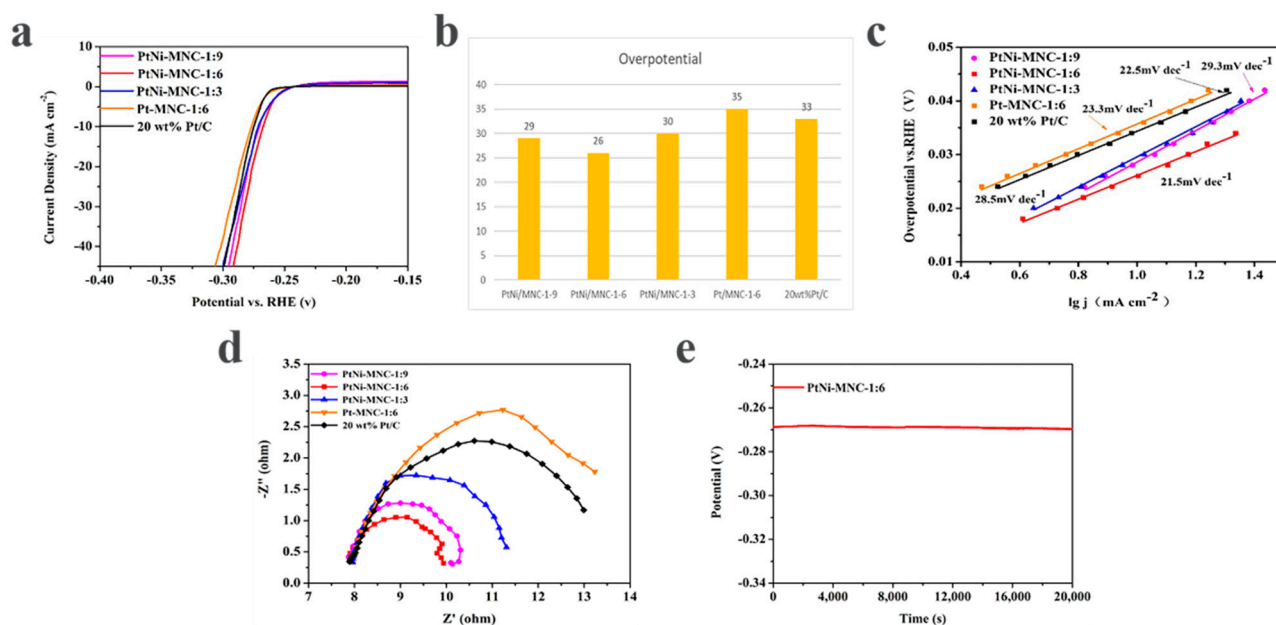 a
PtNi-MNC-1:9
PtNi-MNC-1:6
PtNi-MNC-1:3
Pt-MNC-1:6
20 wt% Pt/C
10
0
-10
-20
-30
-40
Current Density (mA cm-2)
-0.40
-0.35
-0.30
-0.25
-0.20
-0.15
Potential vs. RHE (v)
b
Overpotential
40
35
30
25
20
15
10
5
0
29
26
30
35
33
PtNi/MNC-1-9
PtNi/MNC-1-6
PtNi/MNC-1-3
Pt/MNC-1-6
20wt%Pt/C
c
PtNi-MNC-1:9
PtNi-MNC-1:6
PtNi-MNC-1:3
Pt-MNC-1:6
20 wt% Pt/C
22.5mV dec-1
29.3mV dec-1
23.3mV dec-1
28.5mV dec-1
21.5mV dec-1
0.05
0.04
0.03
0.02
0.01
Overpotential vs.RHE (V)
0.4
0.6
0.8
1.0
1.2
1.4
lg j (mA cm-2)
d
PtNi-MNC-1:9
PtNi-MNC-1:6
PtNi-MNC-1:3
Pt-MNC-1:6
20 wt% Pt/C
3.5
3.0
2.5
2.0
1.5
1.0
0.5
0.0
-Z'' (ohm)
7
8
9
10
11
12
13
14
Z' (ohm)
e
PtNi-MNC-1:6
-0.24
-0.26
-0.28
-0.30
-0.32
-0.34
Potential (V)
0
4,000
8,000
12,000
16,000
20,000
Time (s)